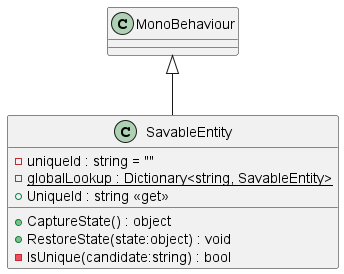 C MonoBehaviour
C SavableEntity
uniqueId : string = ""
globalLookup : Dictionary<string, SavableEntity>
UniqueId : string «get»
CaptureState() : object
RestoreState(state:object) : void
IsUnique(candidate:string) : bool